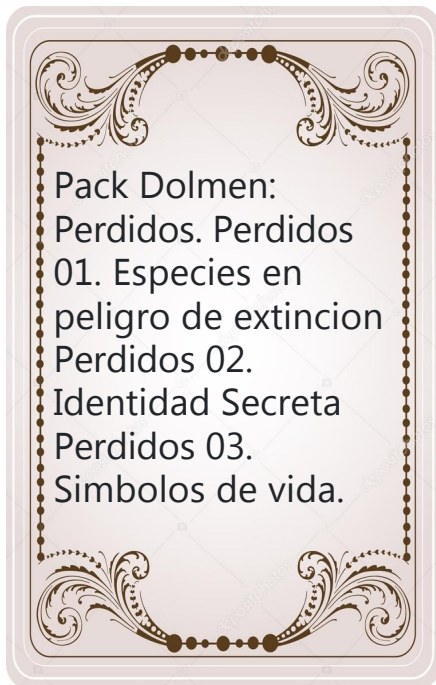 Pack Dolmen:
Perdidos. Perdidos
01. Especies en
peligro de extincion
Perdidos 02.
Identidad Secreta
Perdidos 03.
Simbolos de vida.